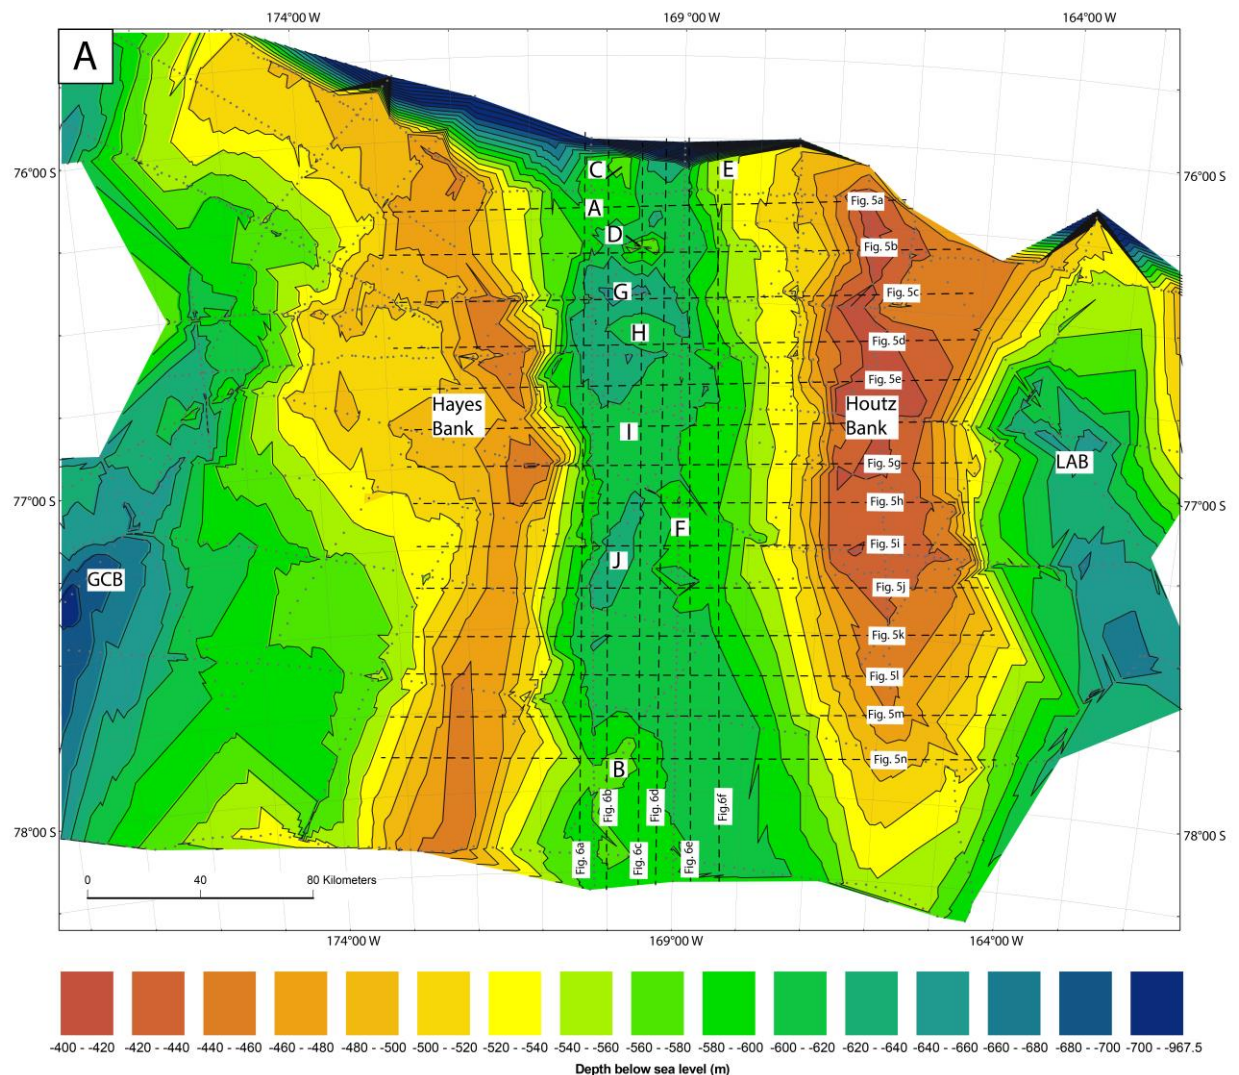 174°00 W 169°00 W 164°00 W
A
76°00 S
76°00 S
C
E
A
Fig. 5a
D
Fig. 5b
G
Fig. 5c
H
Fig. 5d
Fig. 5e
Hayes
Bank
Houtz
Bank
I
LAB
Fig. 5g
77°00 S
77°00 S
Fig. 5h
F
Fig. 5i
J
GCB
Fig. 5j
Fig. 5k
Fig. 5l
Fig. 5m
Fig. 5n
B
Fig. 6b
Fig. 6d
Fig.6f
78°00 S
78°00 S
Fig. 6a
Fig. 6c
Fig. 6e
0 40 80 Kilometers
174°00 W 169°00 W 164°00 W
-400 - -420 -420 - -440 -440 - -460 -460 - -480 -480 - -500 -500 - -520 -520 - -540 -540 - -560 -560 - -580 -580 - -600 -600 - -620 -620 - -640 -640 - -660 -660 - -680 -680 - -700 -700 - -967.5
Depth below sea level (m)